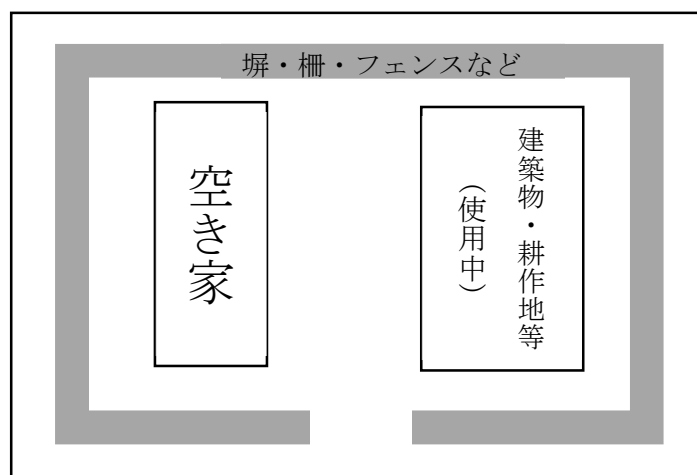 塀・柵・フェンスなど
空き家
建築物・耕作地等
（使用中）